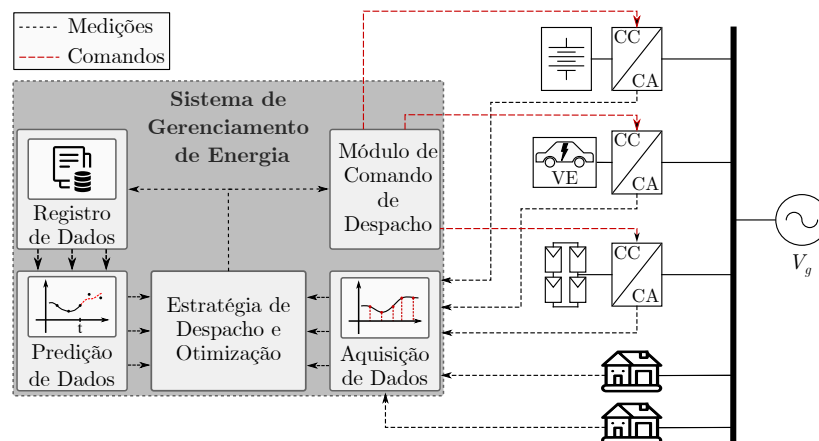 Medições
Comandos
Sistema de
Gerenciamento
de Energia
Registro
de Dados
Módulo de
Comando
de
Despacho
t
Predição
de Dados
Estratégia de
Despacho e
Otimização
Aquisição
de Dados
CC
CA
VE
CC
CA
CC
CA
V_g